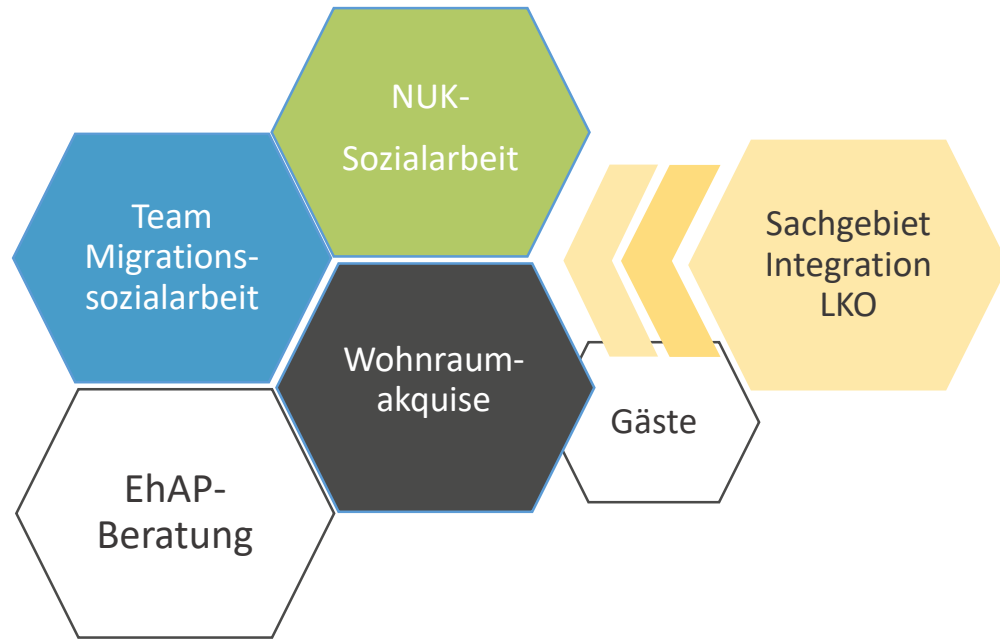 NUK-
Sozialarbeit
Team
Migrations-
sozialarbeit
Sachgebiet
Integration
LKO
Wohnraum-
akquise
Gäste
EhAP-
Beratung